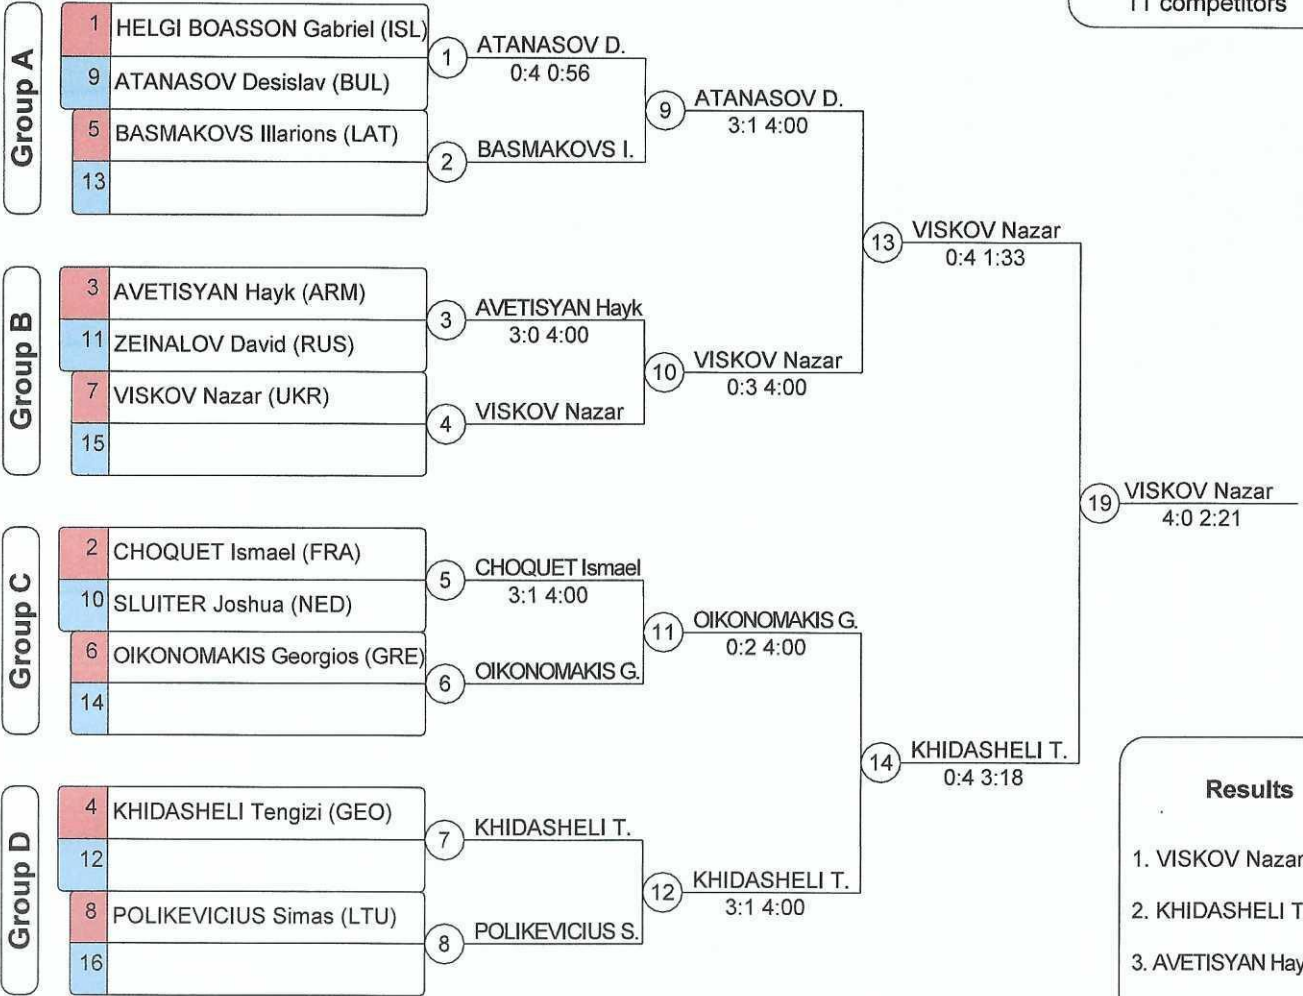 11 competitors
Group A
1 HELGI BOASSON Gabriel (ISL)
9 ATANASOV Desislav (BUL)
5 BASMAKOVS Illarions (LAT)
13
1 ATANASOV D.
0:4 0:56
2 BASMAKOVS I.
9 ATANASOV D.
3:1 4:00
Group B
3 AVETISYAN Hayk (ARM)
11 ZEINALOV David (RUS)
7 VISKOV Nazar (UKR)
15
3 AVETISYAN Hayk
3:0 4:00
4 VISKOV Nazar
10 VISKOV Nazar
0:3 4:00
13 VISKOV Nazar
0:4 1:33
Group C
2 CHOQUET Ismael (FRA)
10 SLUITER Joshua (NED)
6 OIKONOMAKIS Georgios (GRE)
14
5 CHOQUET Ismael
3:1 4:00
6 OIKONOMAKIS G.
11 OIKONOMAKIS G.
0:2 4:00
Group D
4 KHIDASHELI Tengizi (GEO)
12
8 POLIKEVICIUS Simas (LTU)
16
7 KHIDASHELI T.
8 POLIKEVICIUS S.
12 KHIDASHELI T.
3:1 4:00
14 KHIDASHELI T.
0:4 3:18
19 VISKOV Nazar
4:0 2:21
Results
1. VISKOV Nazar
2. KHIDASHELI T
3. AVETISYAN Hay